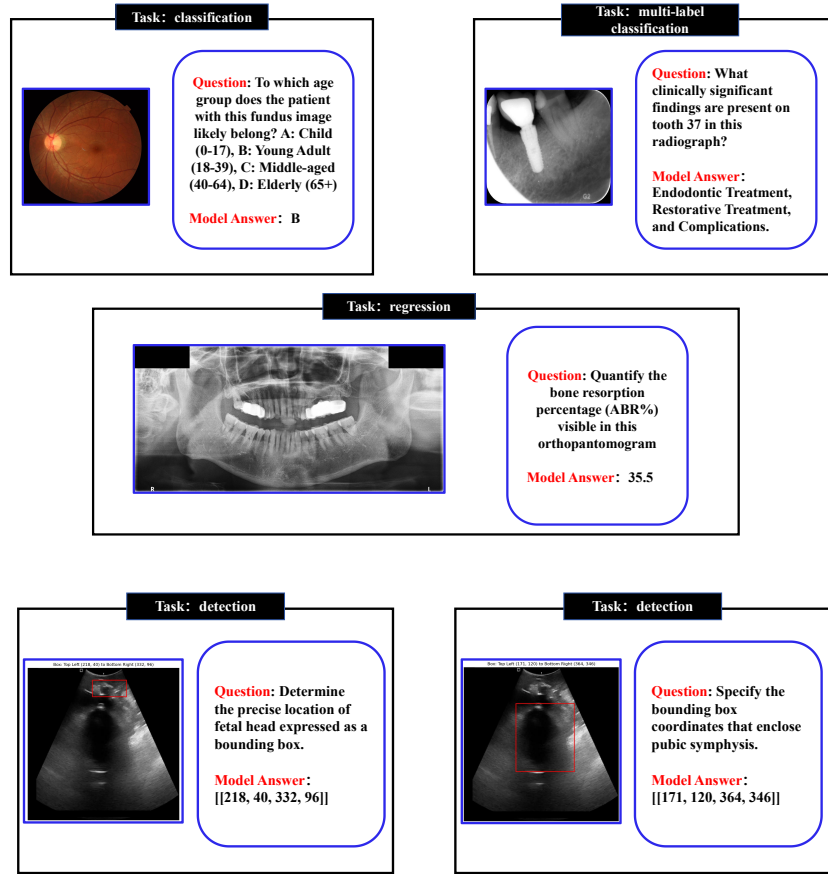 Task: classification
Question: To which age
group does the patient
with this fundus image
likely belong? A: Child
(0-17), B: Young Adult
(18-39), C: Middle-aged
(40-64), D: Elderly (65+)
Model Answer: B
Task: multi-label
classification
Question: What
clinically significant
findings are present on
tooth 37 in this
radiograph?
Model Answer:
Endodontic Treatment,
Restorative Treatment,
and Complications.
Task: regression
R
L
Question: Quantify the
bone resorption
percentage (ABR%)
visible in this
orthopantomogram
Model Answer: 35.5
Task: detection
Box: Top Left (218, 40) to Bottom Right (332, 96)
Question: Determine
the precise location of
fetal head expressed as a
bounding box.
Model Answer:
[[218, 40, 332, 96]]
Task: detection
Box: Top Left (171, 120) to Bottom Right (364, 346)
Question: Specify the
bounding box
coordinates that enclose
pubic symphysis.
Model Answer:
[[171, 120, 364, 346]]